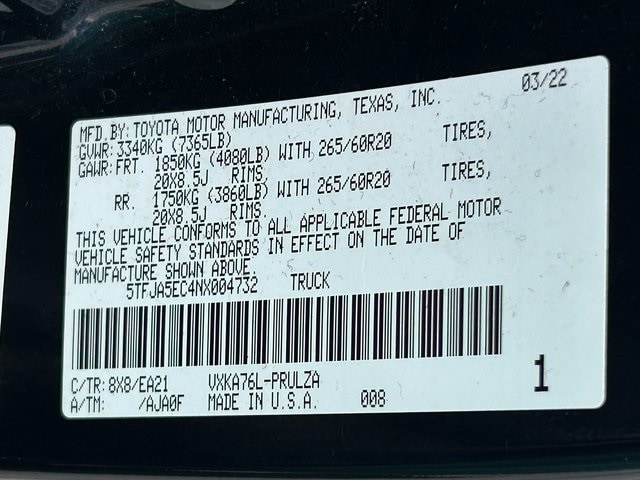 03/22
MFD. BY: TOYOTA MOTOR MANUFACTURING, TEXAS, INC.
GVWR: 3340KG (7365LB)
GAWR: FRT. 1850KG (4080LB) WITH 265/60R20 TIRES,
20X8.5J RIMS,
RR. 1750KG (3860LB) WITH 265/60R20 TIRES,
20X8.5J RIMS,
THIS VEHICLE CONFORMS TO ALL APPLICABLE FEDERAL MOTOR
VEHICLE SAFETY STANDARDS IN EFFECT ON THE DATE OF
MANUFACTURE SHOWN ABOVE.
5TFJA5EC4NX004732 TRUCK
C/TR: 8X8/EA21 VXKA76L-PRULZA
A/TM: /AJA0F MADE IN U.S.A. 008
1